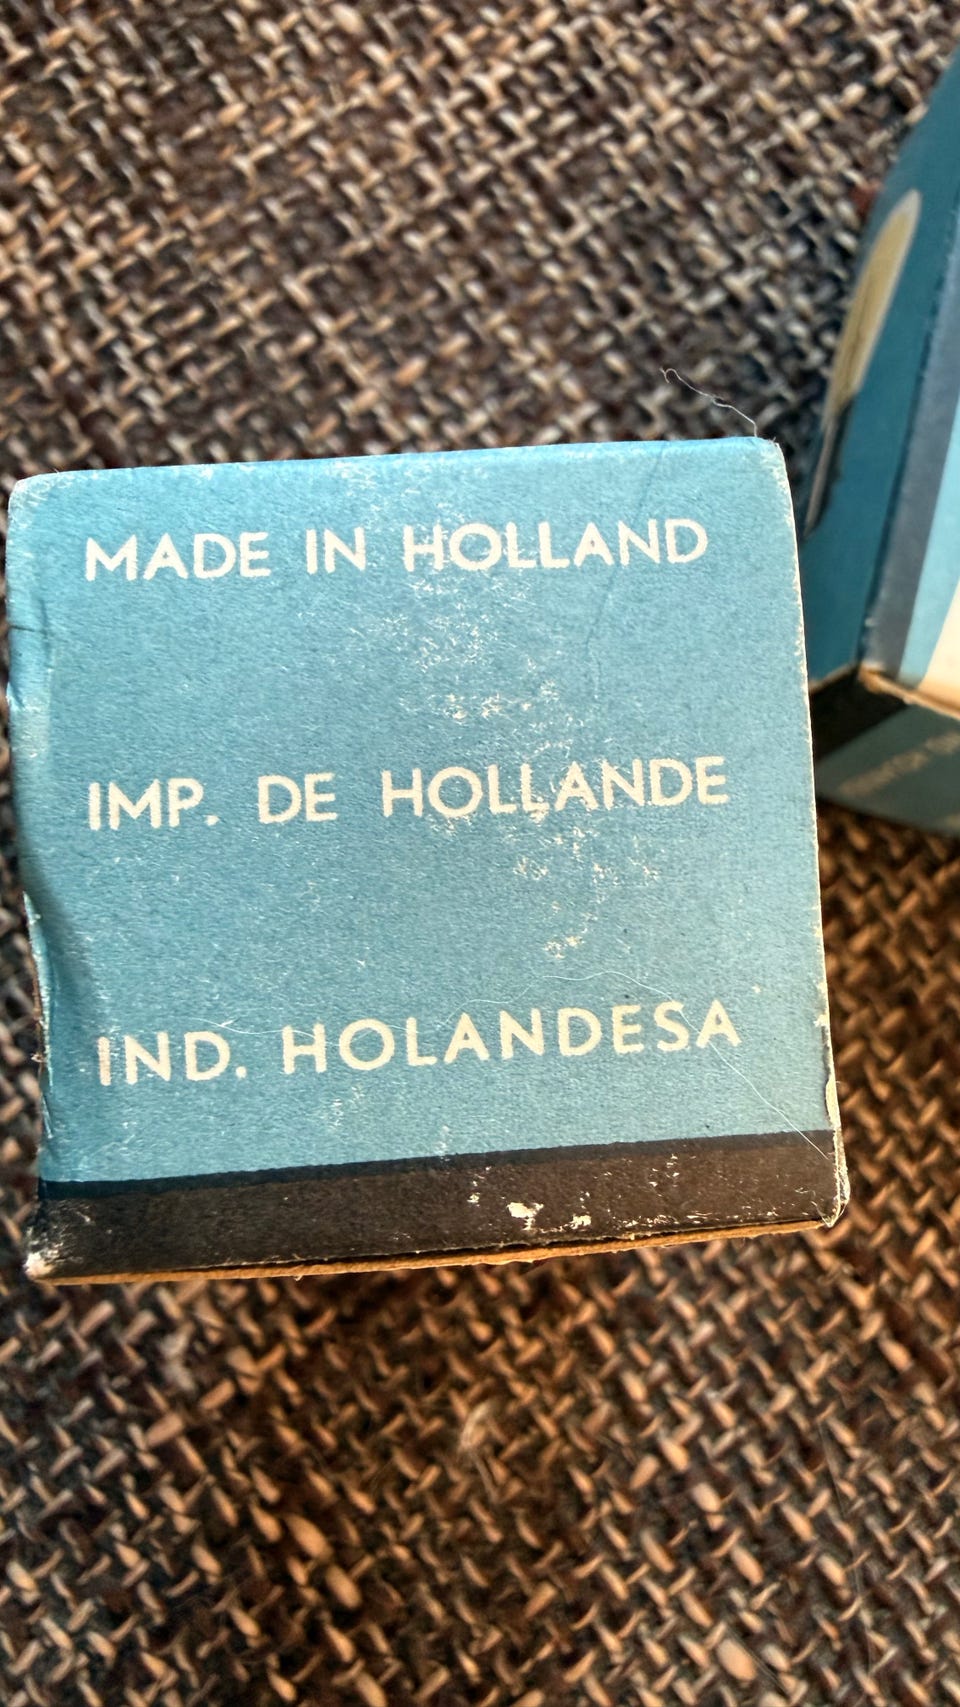 MADE IN HOLLAND
IMP. DE HOLLANDE
IND. HOLANDESA